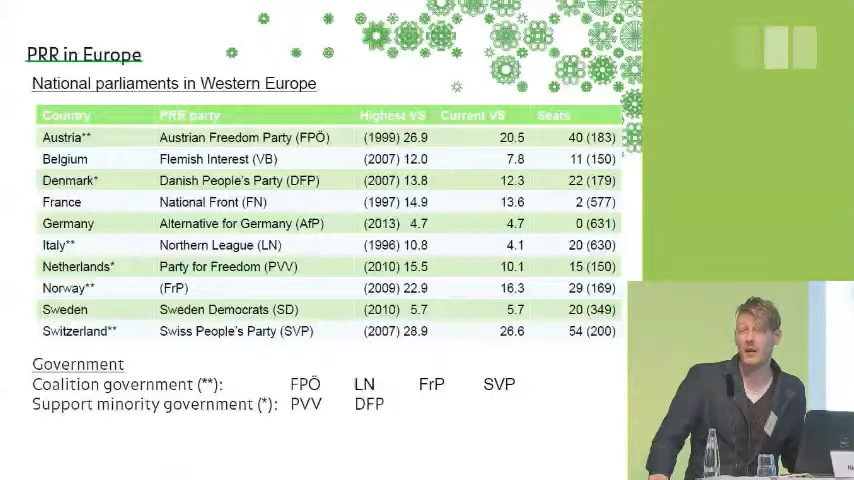 PRR in Europe
National parliaments in Western Europe
Country PRR party Highest VS Current VS Seats
Austria** Austrian Freedom Party (FPÖ) (1999) 26.9 20.5 40 (183)
Belgium Flemish Interest (VB) (2007) 12.0 7.8 11 (150)
Denmark* Danish People's Party (DFP) (2007) 13.8 12.3 22 (179)
France National Front (FN) (1997) 14.9 13.6 2 (577)
Germany Alternative for Germany (AfP) (2013) 4.7 4.7 0 (631)
Italy** Northern League (LN) (1996) 10.8 4.1 20 (630)
Netherlands* Party for Freedom (PVV) (2010) 15.5 10.1 15 (150)
Norway** (FrP) (2009) 22.9 16.3 29 (169)
Sweden Sweden Democrats (SD) (2010) 5.7 5.7 20 (349)
Switzerland** Swiss People's Party (SVP) (2007) 28.9 26.6 54 (200)
Government
Coalition government (**): FPÖ LN FrP SVP
Support minority government (*): PVV DFP